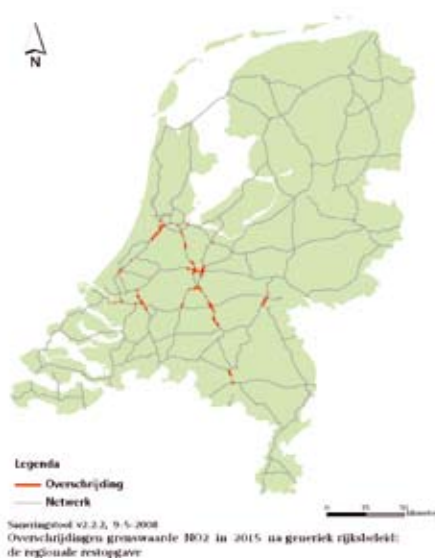 N
Legenda
Overschrijding
Netwerk
Saneringstool v2.2.2, 9-5-2008
Overschrijdingen grenswaarde NO2 in 2015 na generiek rijksbeleid:
de regionale restopgave